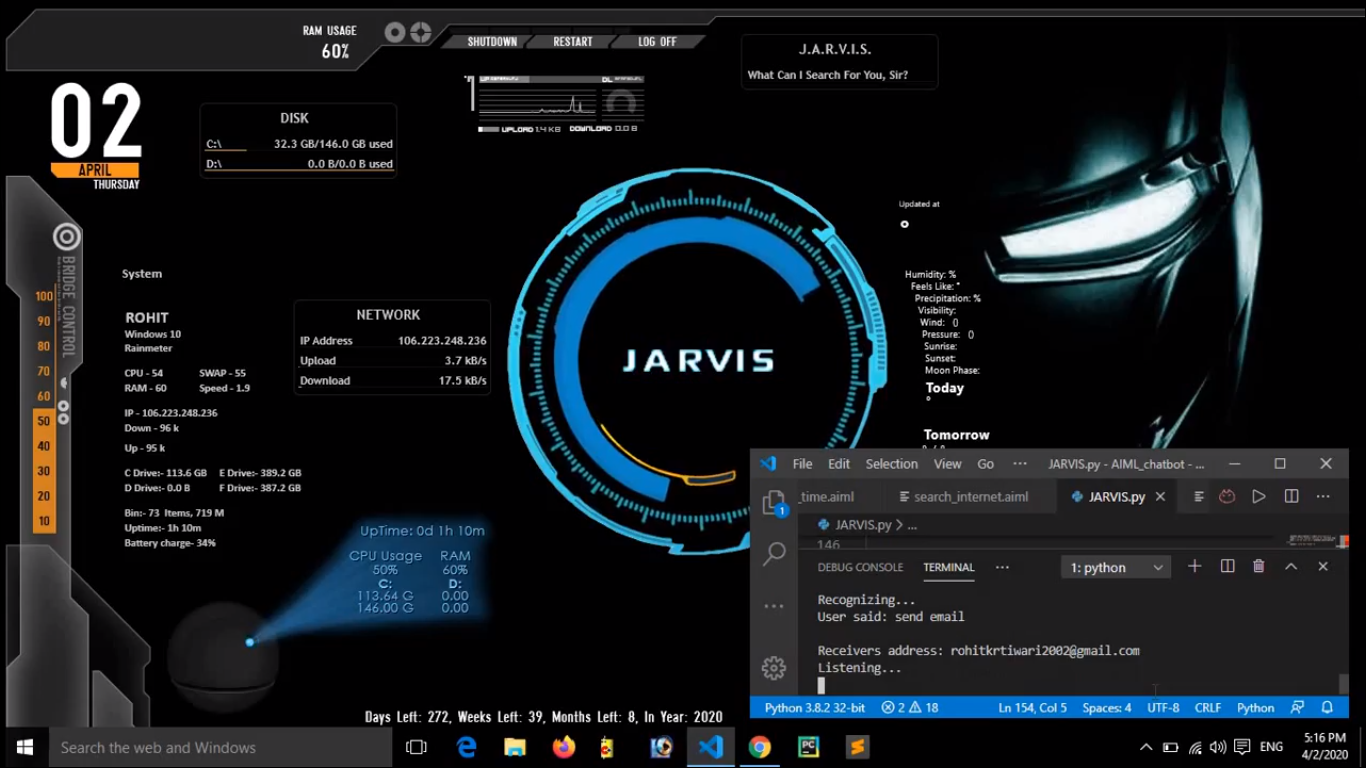 RAM USAGE
60%
SHUTDOWN
RESTART
LOG OFF
J.A.R.V.I.S.
What Can I Search For You, Sir?
02
APRIL
THURSDAY
DISK
C:\ 32.3 GB/146.0 GB used
D:\ 0.0 B/0.0 B used
UPLOAD 1.4 KB DOWNLOAD 0.0 B
BRIDGE CONTROL
100
90
80
70
60
50
40
30
20
10
System
ROHIT
Windows 10
Rainmeter
CPU - 54 SWAP - 55
RAM - 60 Speed - 1.9
IP - 106.223.248.236
Down - 96 k
Up - 95 k
C Drive:- 113.6 GB E Drive:- 389.2 GB
D Drive:- 0.0 B F Drive:- 387.2 GB
Bin:- 73 Items, 719 M
Uptime:- 1h 10m
Battery charge- 34%
NETWORK
IP Address 106.223.248.236
Upload 3.7 kB/s
Download 17.5 kB/s
JARVIS
Updated at
Humidity: %
Feels Like: °
Precipitation: %
Visibility:
Wind: ()
Pressure: ()
Sunrise:
Sunset:
Moon Phase:
Today
°
Tomorrow
UpTime: 0d 1h 10m
CPU Usage RAM
50% 60%
C: D:
113.64 G 0.00
146.00 G 0.00
File Edit Selection View Go ··· JARVIS.py - AIML_chatbot - ...
1
_time.aiml
search_internet.aiml
JARVIS.py
JARVIS.py > ...
146
DEBUG CONSOLE TERMINAL ··· 1: python
Recognizing...
User said: send email
Receivers address: rohitkrtiwari2002@gmail.com
Listening...
Python 3.8.2 32-bit 2 18 Ln 154, Col 5 Spaces: 4 UTF-8 CRLF Python
Days Left: 272, Weeks Left: 39, Months Left: 8, In Year: 2020
Search the web and Windows
PC
ENG
5:16 PM
4/2/2020